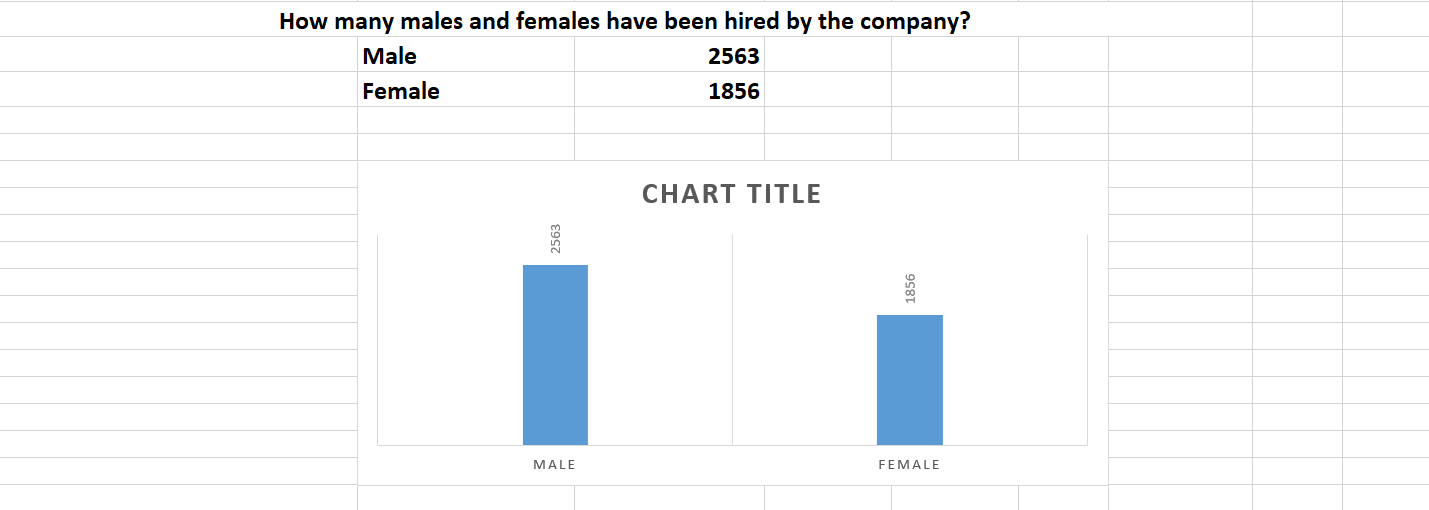 How many males and females have been hired by the company?
Male 2563
Female 1856
CHART TITLE
2563
1856
MALE FEMALE